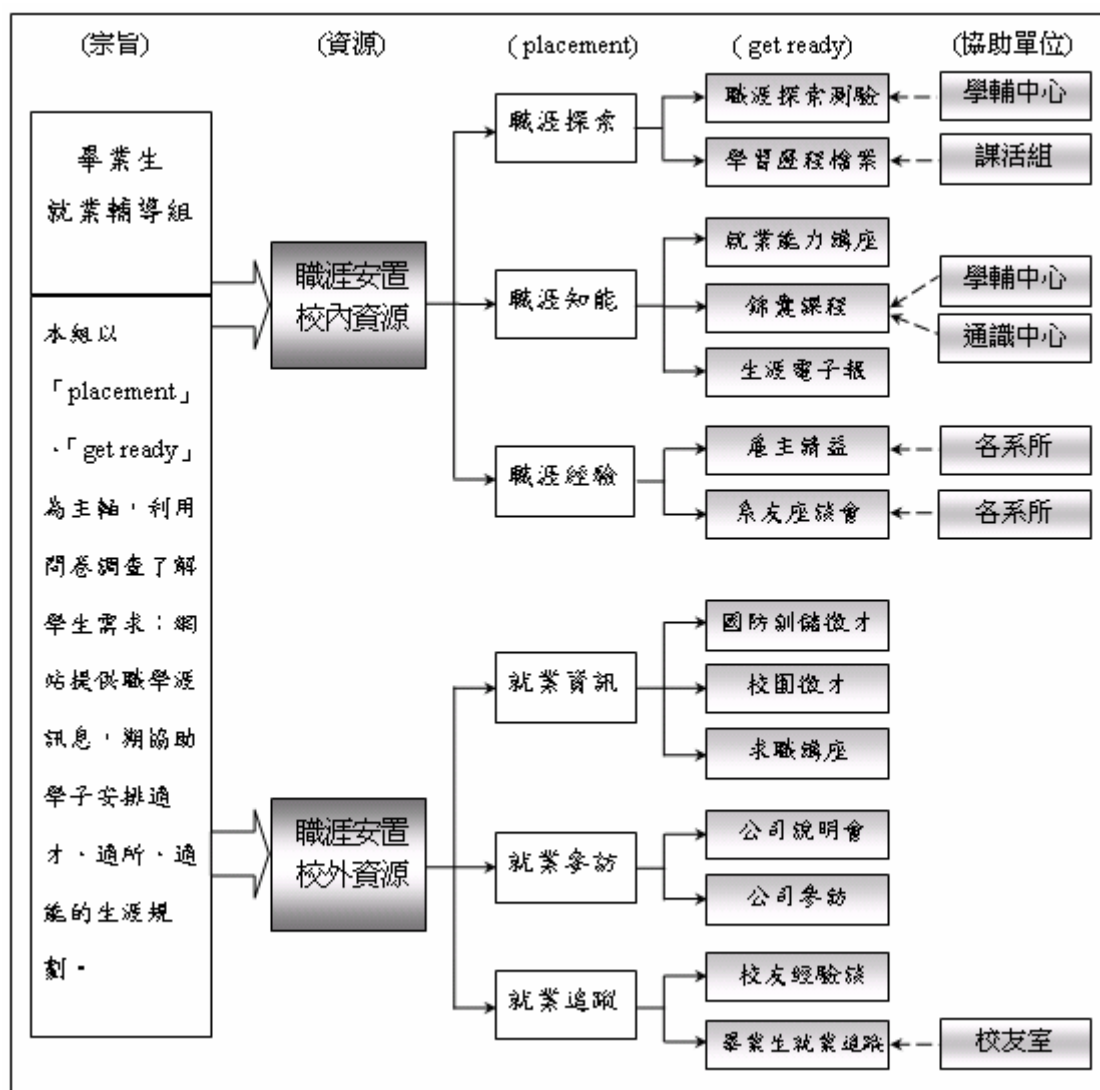 (宗旨)
(資源)
( placement)
( get ready)
(協助單位)
畢業生
就業輔導組
本組以
「placement」
、「get ready」
為主軸，利用
問卷調查了解
學生需求；網
站提供職學涯
訊息，期協助
學子安排適
才、適所、適
能的生涯規
劃。
職涯安置
校內資源
職涯探索
職涯探索測驗
學輔中心
學習歷程檔案
課活組
職涯知能
就業能力講座
錦囊課程
學輔中心
通識中心
生涯電子報
職涯經驗
雇主請益
各系所
系友座談會
各系所
職涯安置
校外資源
就業資訊
國防訓儲徵才
校園徵才
求職講座
就業參訪
公司說明會
公司參訪
就業追蹤
校友經驗談
畢業生就業追蹤
校友室